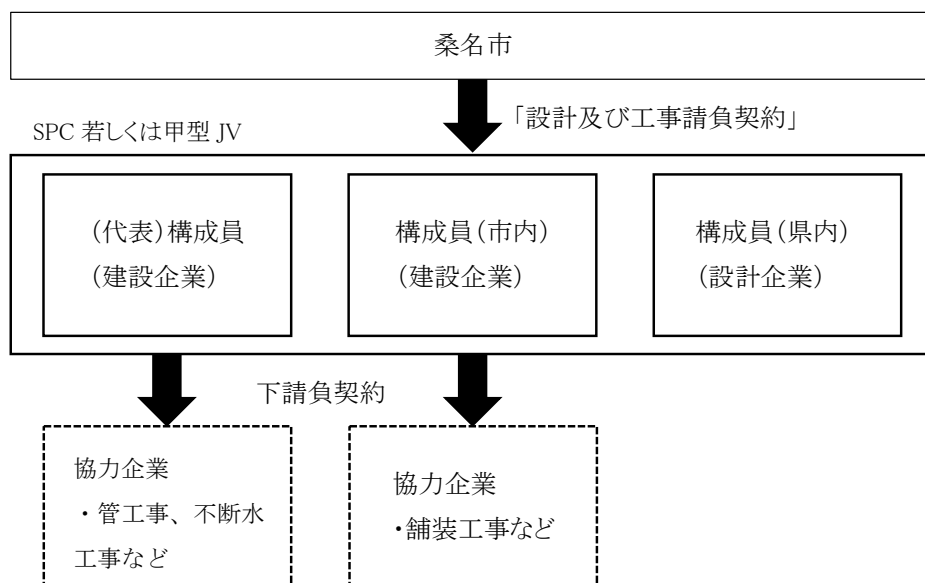 桑名市
「設計及び工事請負契約」
SPC 若しくは甲型 JV
(代表)構成員
(建設企業)
構成員(市内)
(建設企業)
構成員(県内)
(設計企業)
下請負契約
協力企業
・管工事、不断水
工事など
協力企業
・舗装工事など